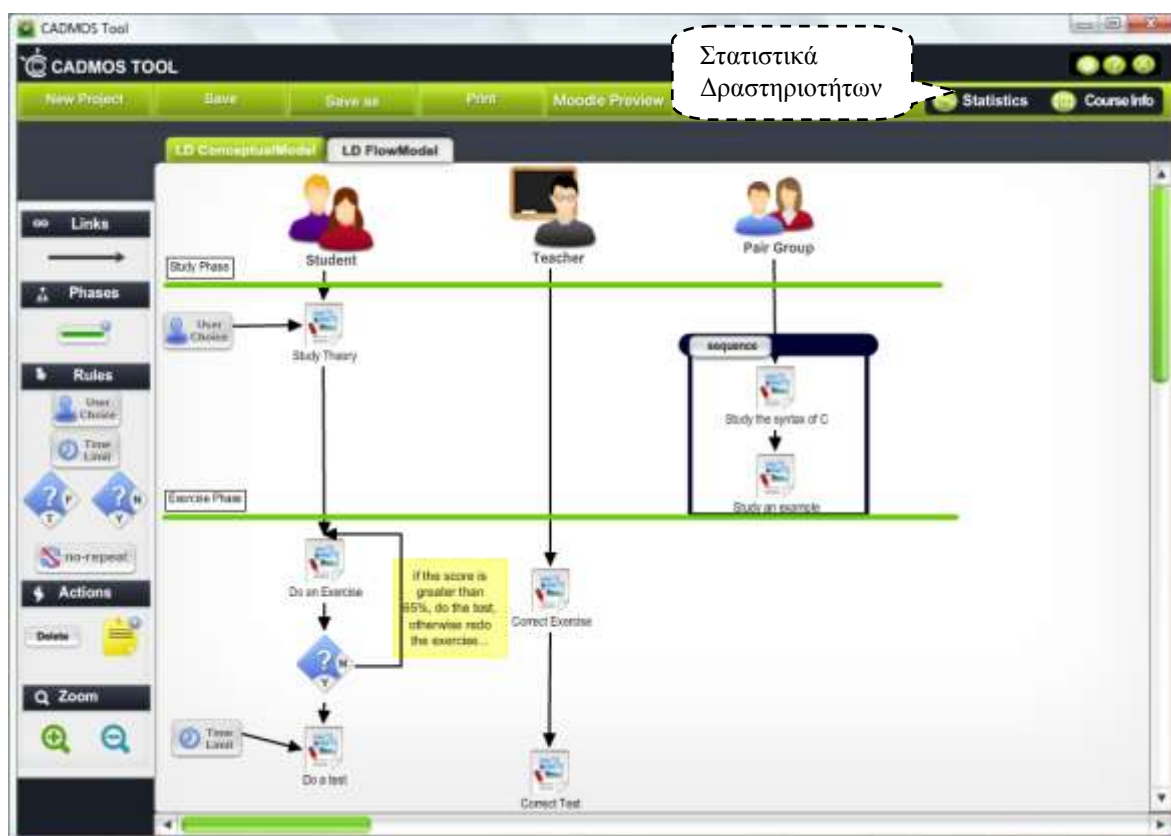 CADMOS Tool
CADMOS TOOL
Στατιστικά
Δραστηριοτήτων
New Project
Save
Save as
Print
Moodle Preview
Statistics
Course Info
LD ConceptualModel
LD FlowModel
Links
Phases
Rules
User
Choice
Time
Limit
?
F
T
?
N
Y
no-repeat
Actions
Delete
Zoom
Student
Teacher
Pair Group
Study Phase
User
Choice
Study Theory
sequence
Study the syntax of C
Study an example
Exercise Phase
Do an Exercise
if the score is
greater than
65%, do the test,
otherwise redo
the exercise...
Correct Exercise
?
N
Y
Time
Limit
Do a test
Correct Test